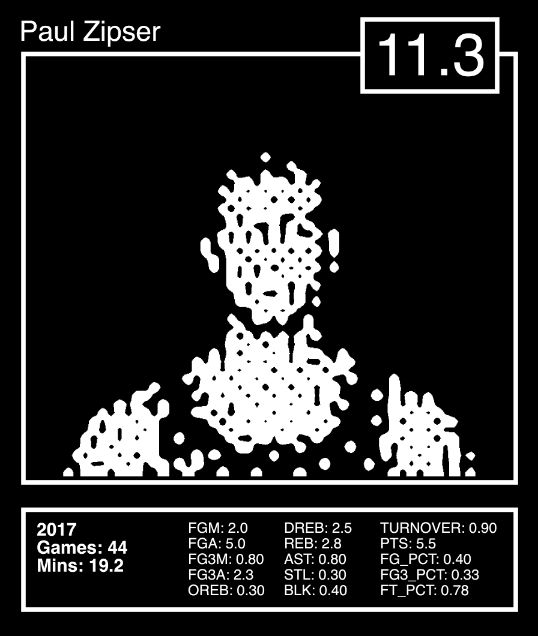 Paul Zipser
11.3
2017
Games: 44
Mins: 19.2
FGM: 2.0
FGA: 5.0
FG3M: 0.80
FG3A: 2.3
OREB: 0.30
DREB: 2.5
REB: 2.8
AST: 0.80
STL: 0.30
BLK: 0.40
TURNOVER: 0.90
PTS: 5.5
FG_PCT: 0.40
FG3_PCT: 0.33
FT_PCT: 0.78